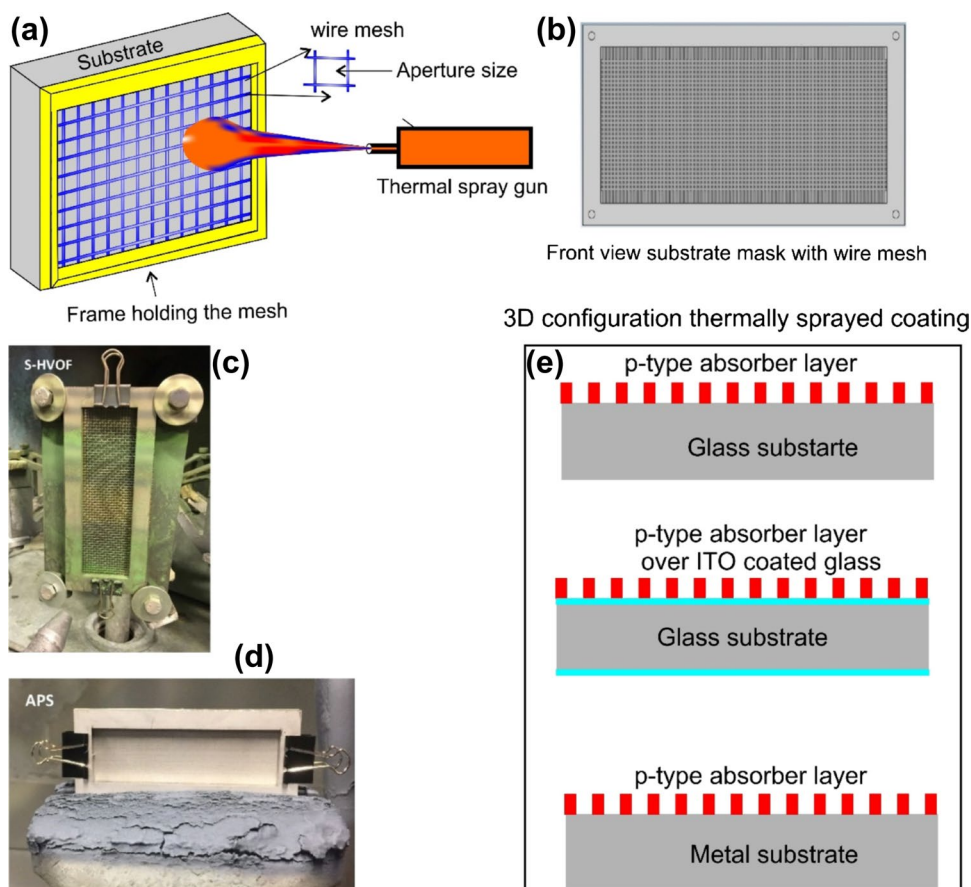 (a)
Substrate
wire mesh
Aperture size
Thermal spray gun
Frame holding the mesh
(b)
Front view substrate mask with wire mesh
S-HVOF
(c)
(d)
APS
3D configuration thermally sprayed coating
(e)
p-type absorber layer
Glass substarte
p-type absorber layer
over ITO coated glass
Glass substrate
p-type absorber layer
Metal substrate